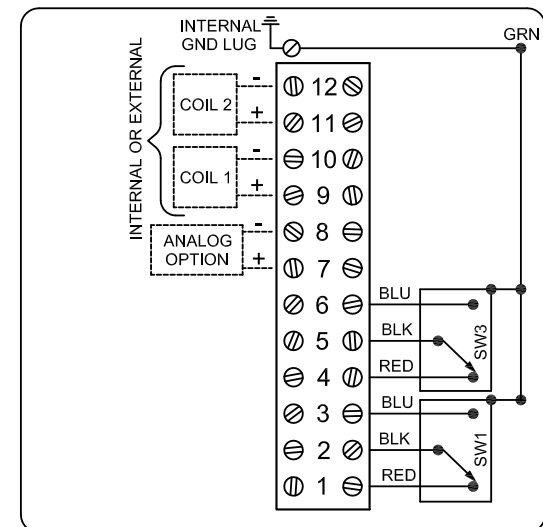 INTERNAL
GND LUG
GRN
INTERNAL OR EXTERNAL
COIL 2
-
+
COIL 1
-
+
ANALOG
OPTION
-
+
12
11
10
9
8
7
6
5
4
3
2
1
BLU
BLK
RED
SW3
BLU
BLK
RED
SW1